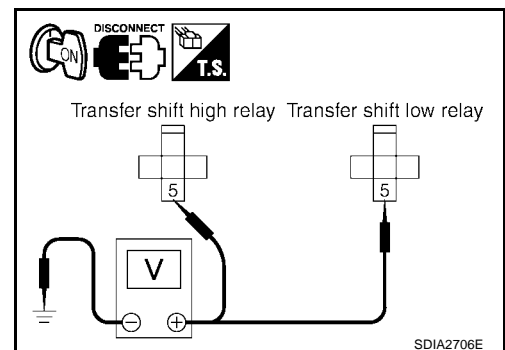 DISCONNECT
ON
T.S.
Transfer shift high relay Transfer shift low relay
5 5
V
− +
SDIA2706E